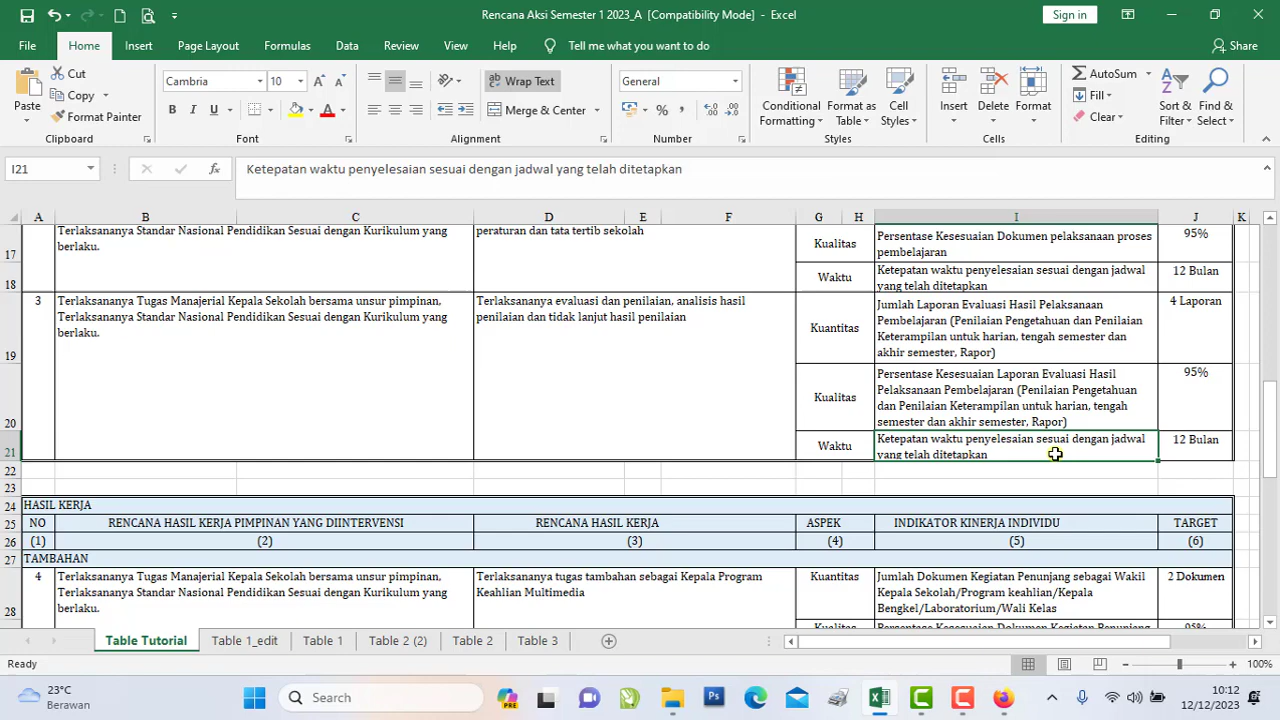 Rencana Aksi Semester 1 2023_A [Compatibility Mode] - Excel
Sign in
File Home Insert Page Layout Formulas Data Review View Help Tell me what you want to do Share
Paste
Cut
Copy
Format Painter
Clipboard
Cambria 10
B I U
Font
Wrap Text
Merge & Center
Alignment
General
Number
Conditional Formatting
Format as Table
Cell Styles
Styles
Insert Delete Format
Cells
AutoSum
Fill
Clear
Sort & Filter
Find & Select
Editing
I21
fx
Ketepatan waktu penyelesaian sesuai dengan jadwal yang telah ditetapkan
A B C D E F G H I J K
17
Terlaksananya Standar Nasional Pendidikan Sesuai dengan Kurikulum yang
berlaku.
peraturan dan tata tertib sekolah
Kualitas
Persentase Kesesuaian Dokumen pelaksanaan proses
pembelajaran
95%
18
Waktu
Ketepatan waktu penyelesaian sesuai dengan jadwal
yang telah ditetapkan
12 Bulan
19
3
Terlaksananya Tugas Manajerial Kepala Sekolah bersama unsur pimpinan,
Terlaksananya Standar Nasional Pendidikan Sesuai dengan Kurikulum yang
berlaku.
Terlaksananya evaluasi dan penilaian, analisis hasil
penilaian dan tidak lanjut hasil penilaian
Kuantitas
Jumlah Laporan Evaluasi Hasil Pelaksanaan
Pembelajaran (Penilaian Pengetahuan dan Penilaian
Keterampilan untuk harian, tengah semester dan
akhir semester, Rapor)
4 Laporan
20
Kualitas
Persentase Kesesuaian Laporan Evaluasi Hasil
Pelaksanaan Pembelajaran (Penilaian Pengetahuan
dan Penilaian Keterampilan untuk harian, tengah
semester dan akhir semester, Rapor)
95%
21
Waktu
Ketepatan waktu penyelesaian sesuai dengan jadwal
yang telah ditetapkan
12 Bulan
22
23
24 HASIL KERJA
25 NO RENCANA HASIL KERJA PIMPINAN YANG DIINTERVENSI RENCANA HASIL KERJA ASPEK INDIKATOR KINERJA INDIVIDU TARGET
26 (1) (2) (3) (4) (5) (6)
27 TAMBAHAN
28
4
Terlaksananya Tugas Manajerial Kepala Sekolah bersama unsur pimpinan,
Terlaksananya Standar Nasional Pendidikan Sesuai dengan Kurikulum yang
berlaku.
Terlaksananya tugas tambahan sebagai Kepala Program
Keahlian Multimedia
Kuantitas
Jumlah Dokumen Kegiatan Penunjang sebagai Wakil
Kepala Sekolah/Program keahlian/Kepala
Bengkel/Laboratorium/Wali Kelas
2 Dokumen
Kualitas Persentase Kesesuaian Dokumen Kegiatan Penunjang 95%
Table Tutorial Table 1_edit Table 1 Table 2 (2) Table 2 Table 3
Ready
100%
23°C
Berawan
Search
PRE
Ps
10:12
12/12/2023